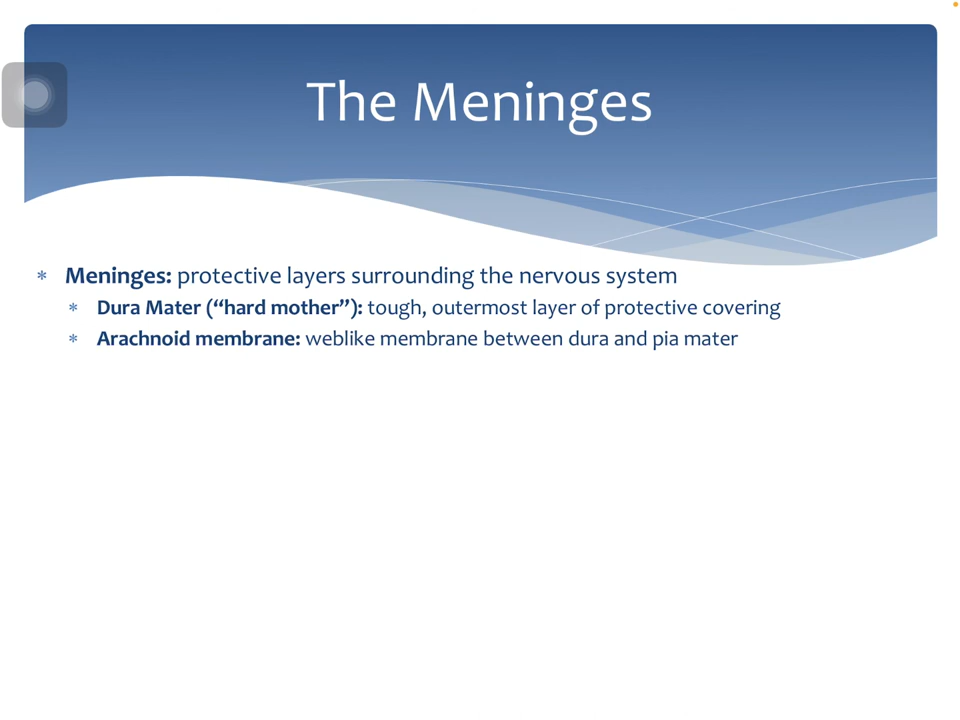 The Meninges
* Meninges: protective layers surrounding the nervous system
* Dura Mater (“hard mother”): tough, outermost layer of protective covering
* Arachnoid membrane: weblike membrane between dura and pia mater